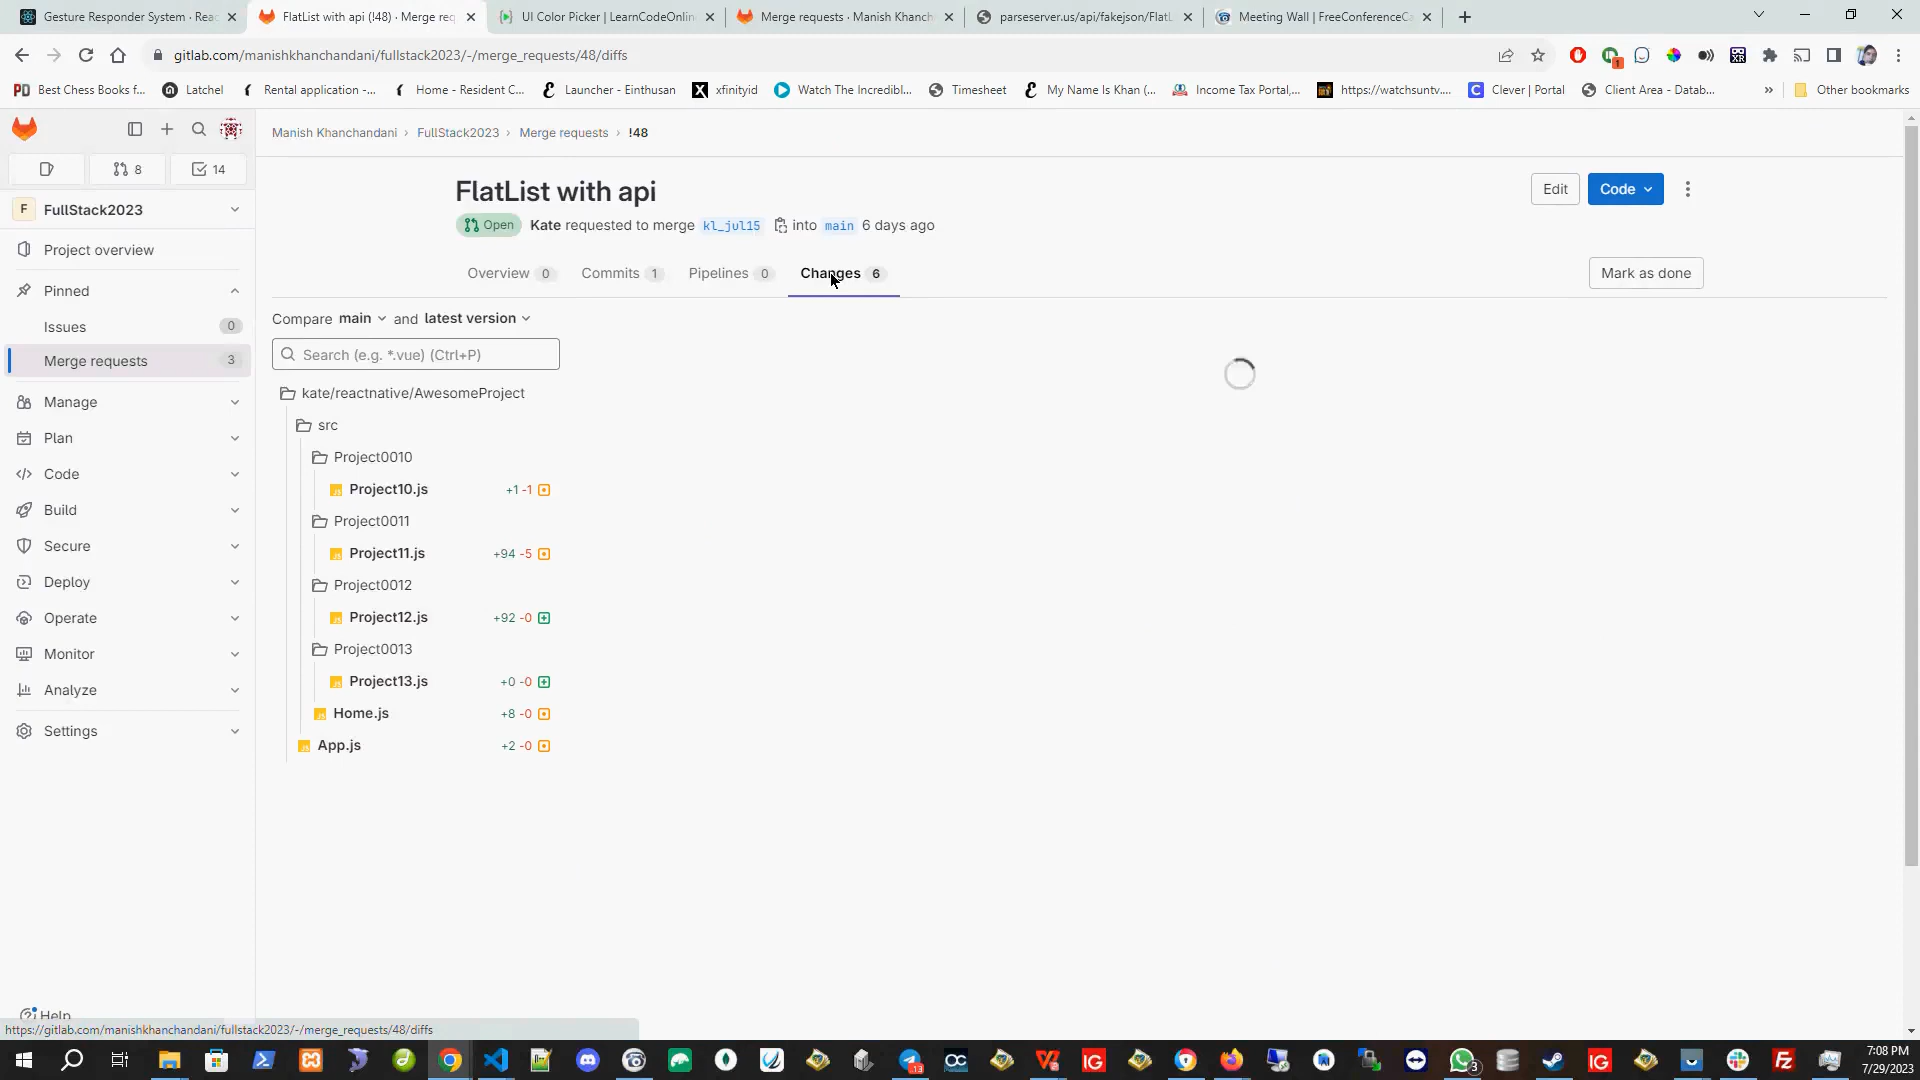 Gesture Responder System · Reac
FlatList with api (!48) · Merge req
UI Color Picker | LearnCodeOnlin
Merge requests · Manish Khanch
parseserver.us/api/fakejson/FlatL
Meeting Wall | FreeConferenceCa
gitlab.com/manishkhanchandani/fullstack2023/-/merge_requests/48/diffs
Best Chess Books f...
Latchel
Rental application -...
Home - Resident C...
Launcher - Einthusan
xfinityid
Watch The Incredibl...
Timesheet
My Name Is Khan (...
Income Tax Portal,...
https://watchsuntv....
Clever | Portal
Client Area - Datab...
»
Other bookmarks
Manish Khanchandani › FullStack2023 › Merge requests › !48
8
14
F FullStack2023
Project overview
Pinned
Issues 0
Merge requests 3
Manage
Plan
Code
Build
Secure
Deploy
Operate
Monitor
Analyze
Settings
Help
FlatList with api
Edit
Code
Open Kate requested to merge kl_jul15 into main 6 days ago
Overview 0
Commits 1
Pipelines 0
Changes 6
Mark as done
Compare main and latest version
Search (e.g. *.vue) (Ctrl+P)
kate/reactnative/AwesomeProject
src
Project0010
Project10.js +1 -1
Project0011
Project11.js +94 -5
Project0012
Project12.js +92 -0
Project0013
Project13.js +0 -0
Home.js +8 -0
App.js +2 -0
https://gitlab.com/manishkhanchandani/fullstack2023/-/merge_requests/48/diffs
7:08 PM
7/29/2023